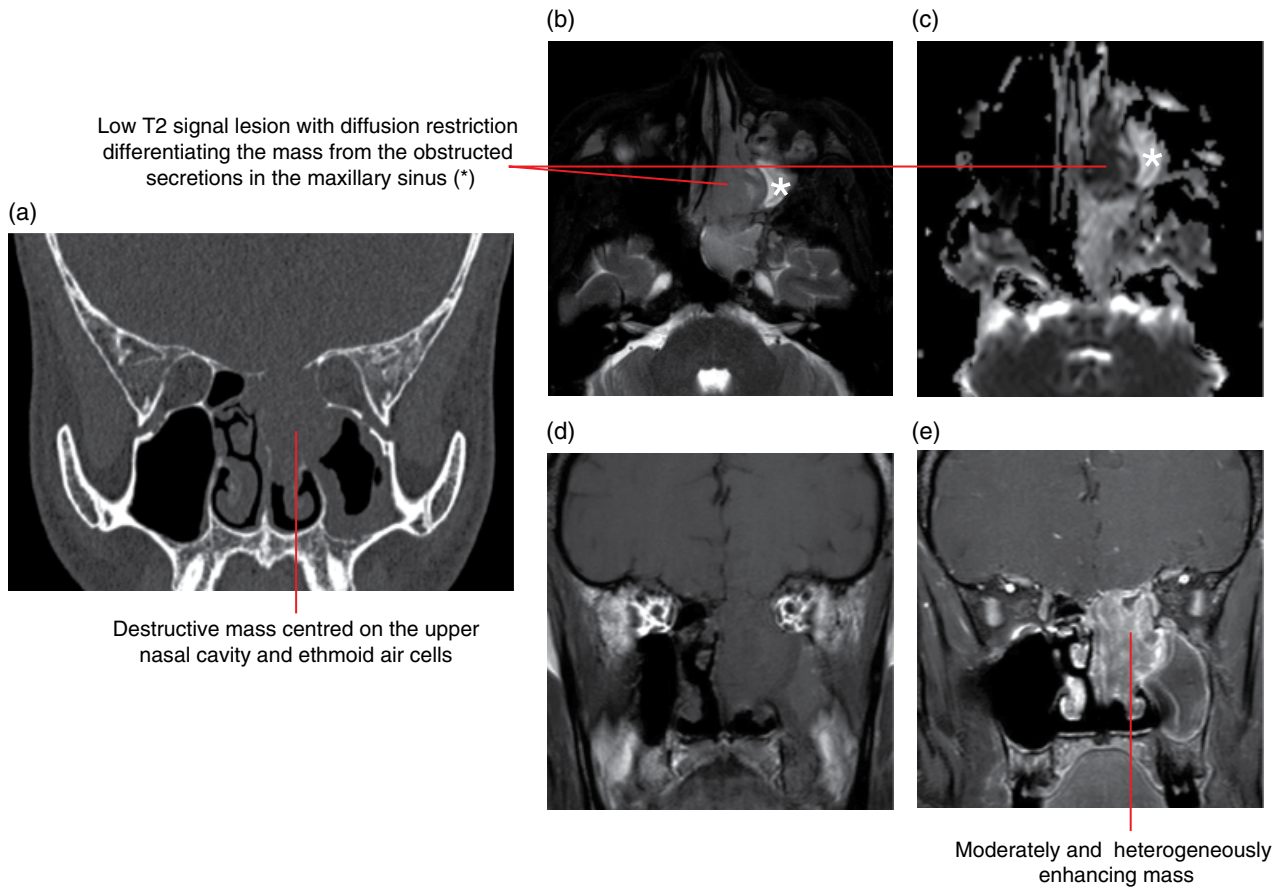 (b)
(c)
Low T2 signal lesion with diffusion restriction
differentiating the mass from the obstructed
secretions in the maxillary sinus (*)
*
*
(a)
(d)
(e)
Destructive mass centred on the upper
nasal cavity and ethmoid air cells
Moderately and heterogeneously
enhancing mass